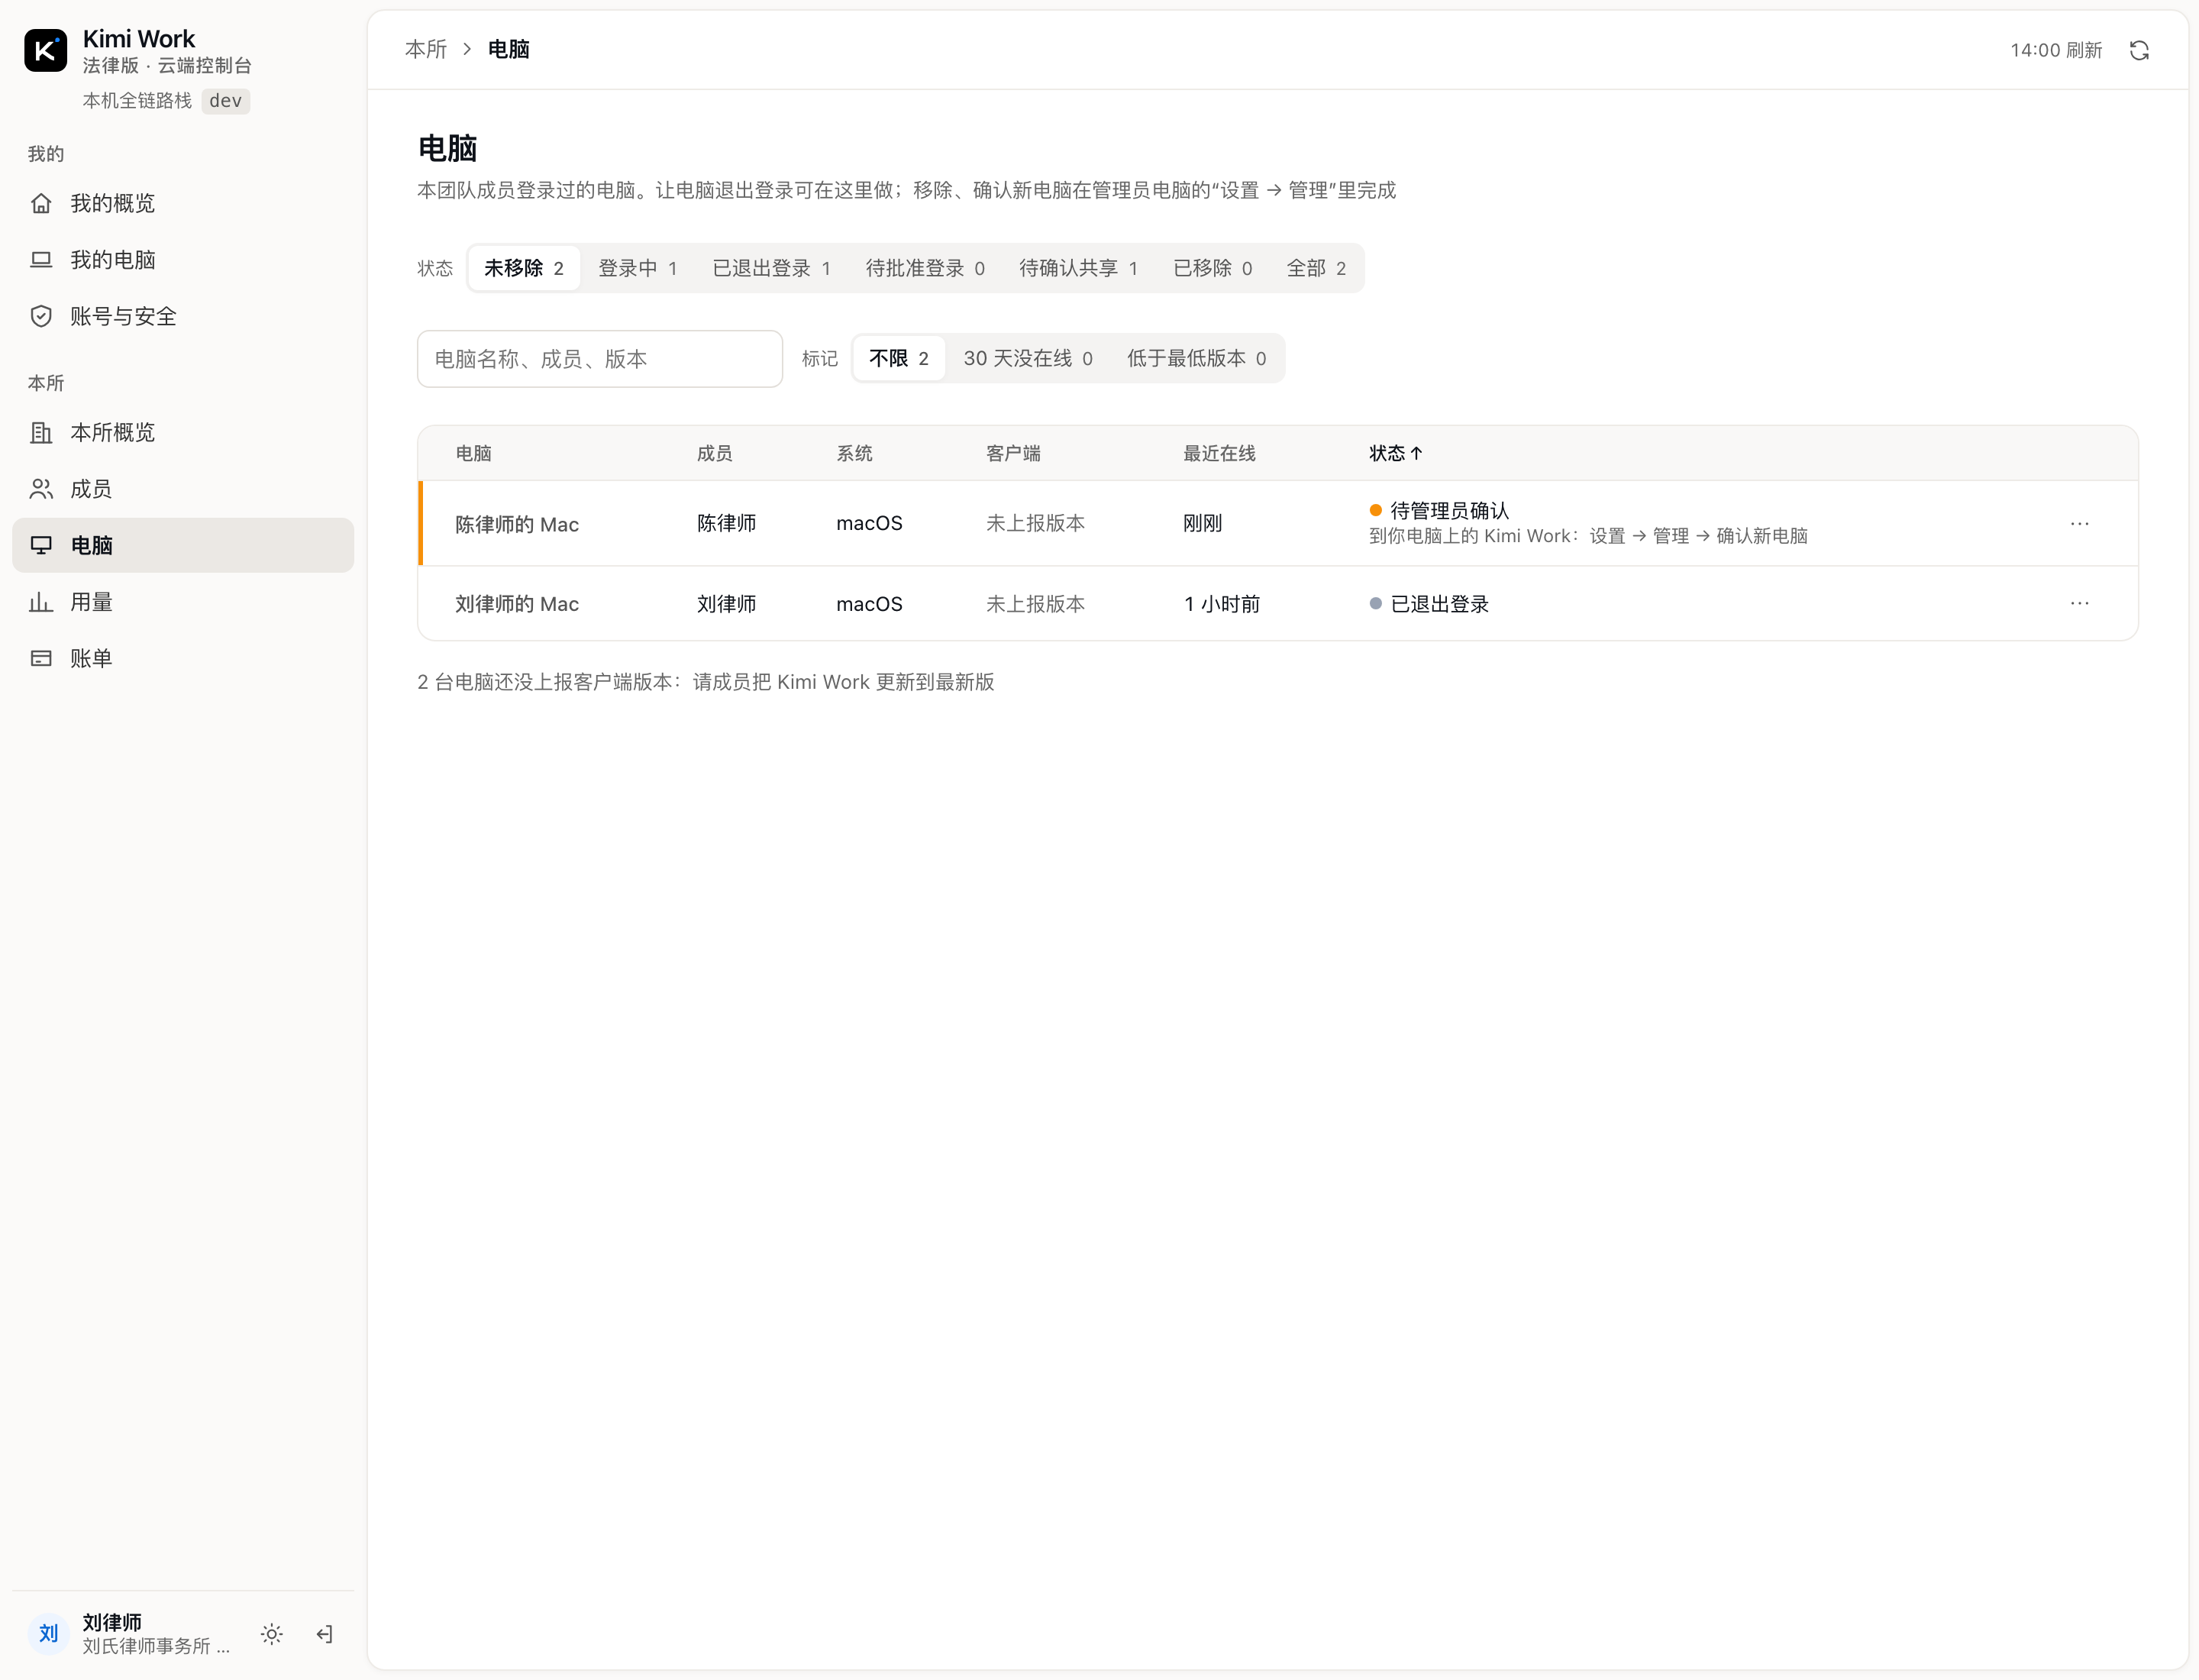 Kimi Work
法律版 · 云端控制台
本机全链路栈 dev
我的
我的概览
我的电脑
账号与安全
本所
本所概览
成员
电脑
用量
账单
刘
刘律师
刘氏律师事务所 ...
本所 > 电脑
14:00 刷新
电脑
本团队成员登录过的电脑。让电脑退出登录可在这里做；移除、确认新电脑在管理员电脑的“设置 → 管理”里完成
状态 未移除 2 登录中 1 已退出登录 1 待批准登录 0 待确认共享 1 已移除 0 全部 2
电脑名称、成员、版本 标记 不限 2 30 天没在线 0 低于最低版本 0
电脑 成员 系统 客户端 最近在线 状态 ↑
陈律师的 Mac 陈律师 macOS 未上报版本 刚刚 待管理员确认 ...
到你电脑上的 Kimi Work：设置 → 管理 → 确认新电脑
刘律师的 Mac 刘律师 macOS 未上报版本 1 小时前 已退出登录 ...
2 台电脑还没上报客户端版本：请成员把 Kimi Work 更新到最新版